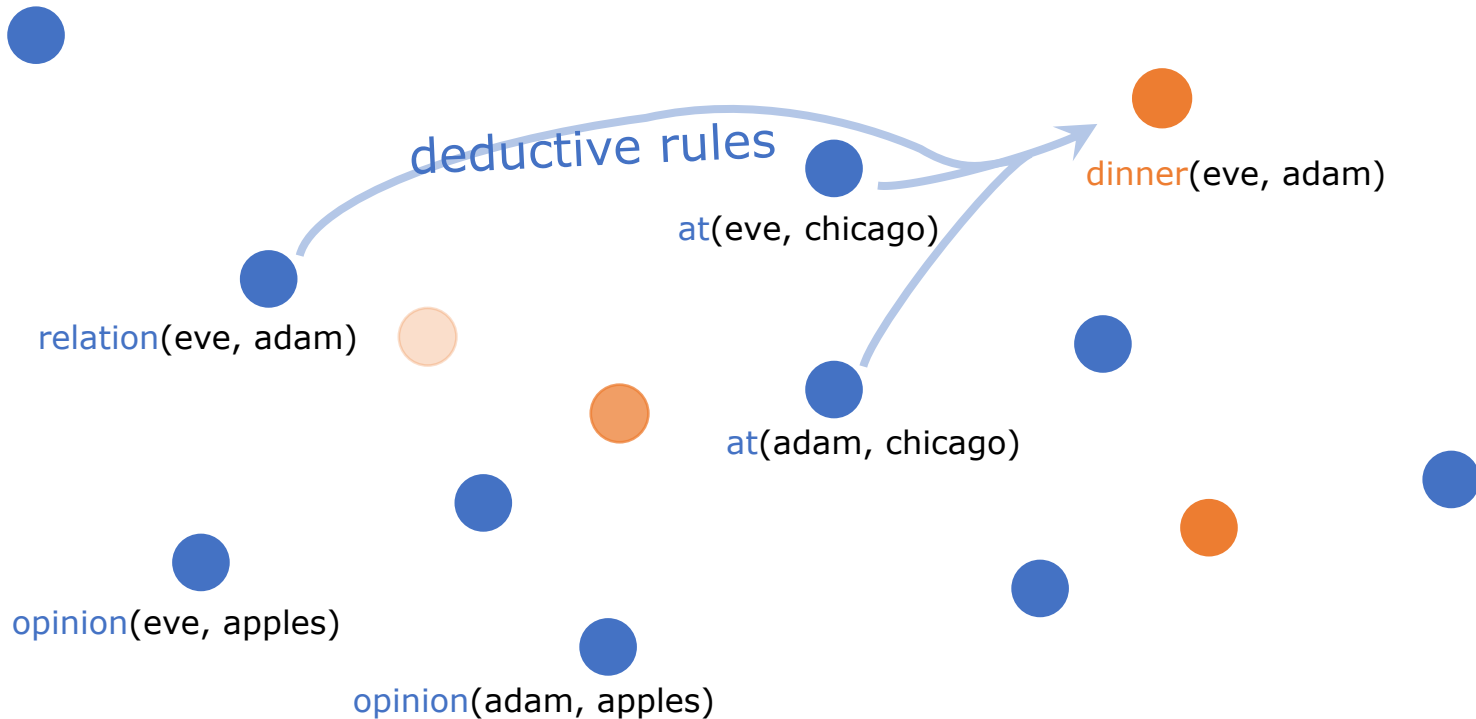 deductive rules
dinner(eve, adam)
at(eve, chicago)
relation(eve, adam)
at(adam, chicago)
opinion(eve, apples)
opinion(adam, apples)